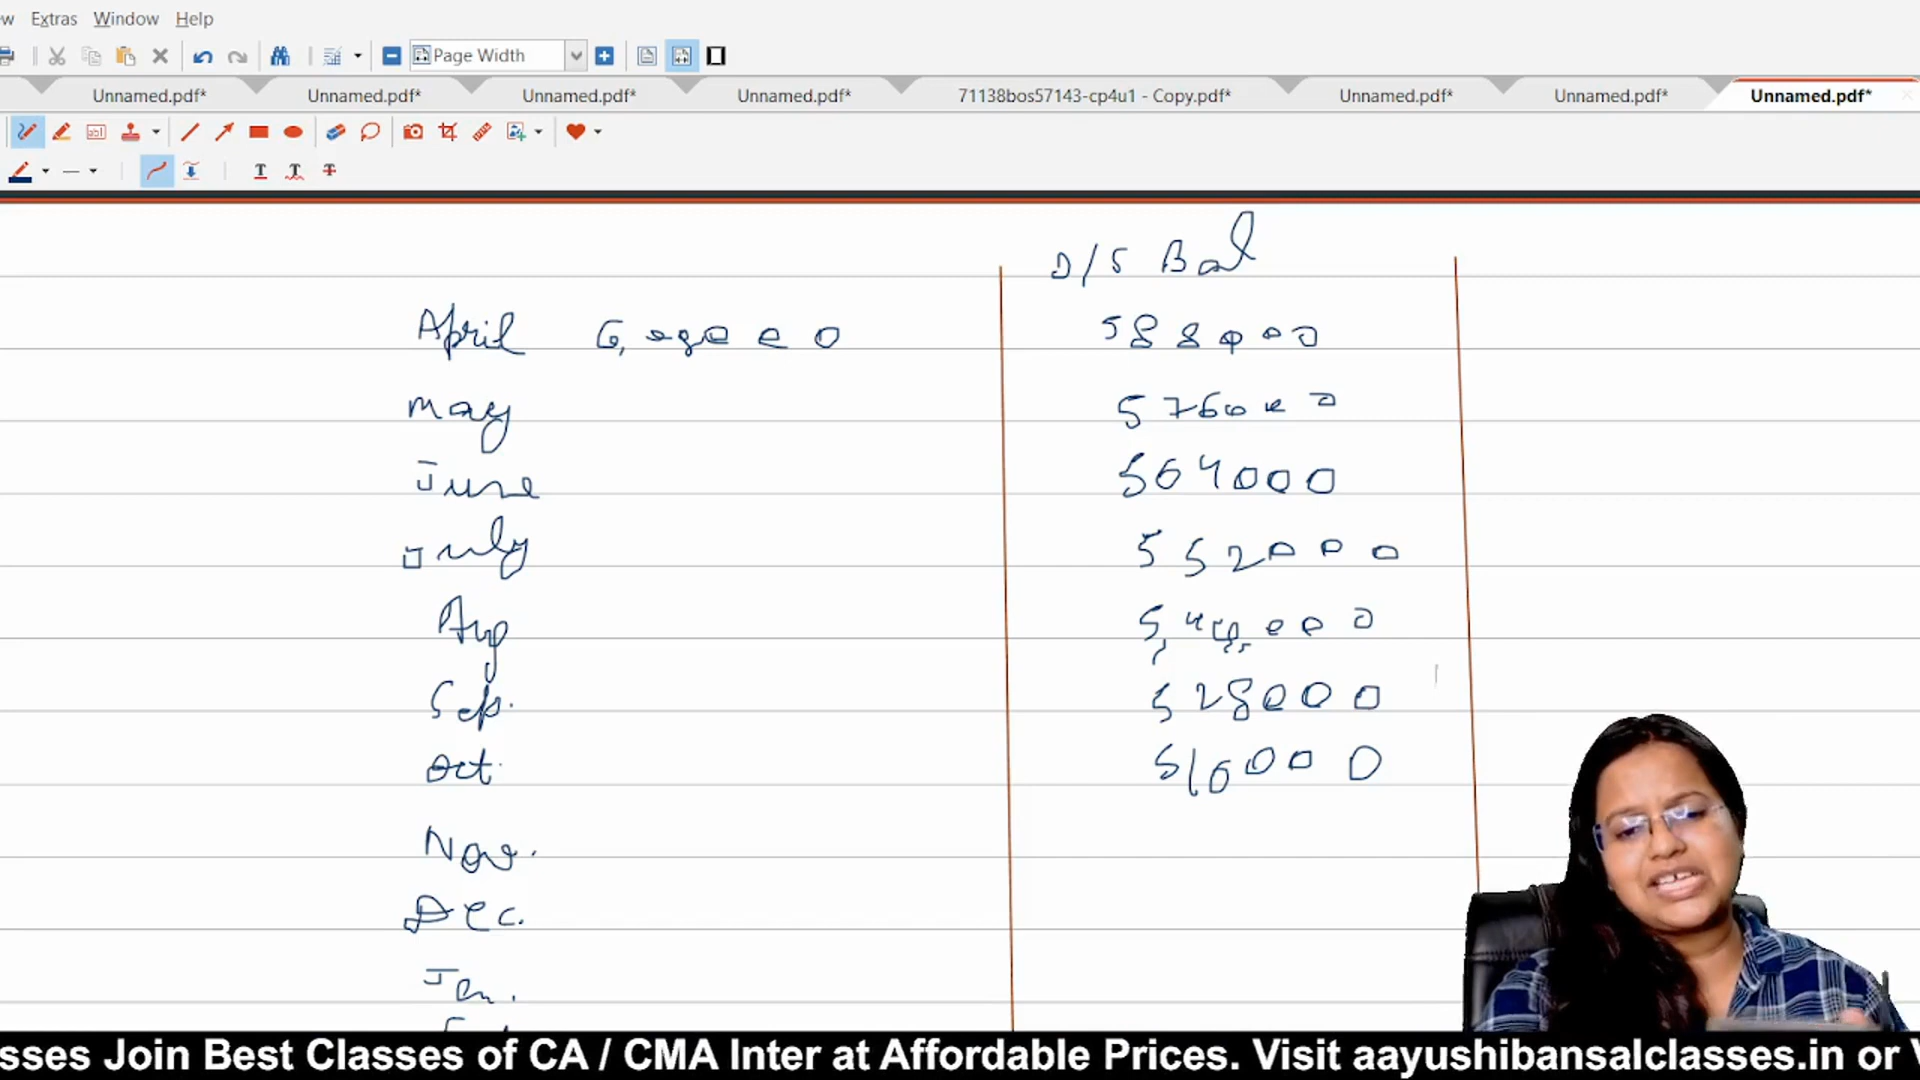 w Extras Window Help
Page Width
Unnamed.pdf* Unnamed.pdf* Unnamed.pdf* Unnamed.pdf* 71138bos57143-cp4u1 - Copy.pdf* Unnamed.pdf* Unnamed.pdf* Unnamed.pdf*
O/S Bal
April 6,00000 588000
May 576000
June 564000
July 552000
Aug 5,40,000
Sep. 528000
Oct. 516000
Nov.
Dec.
Jan.
sses Join Best Classes of CA / CMA Inter at Affordable Prices. Visit aayushibansalclasses.in or